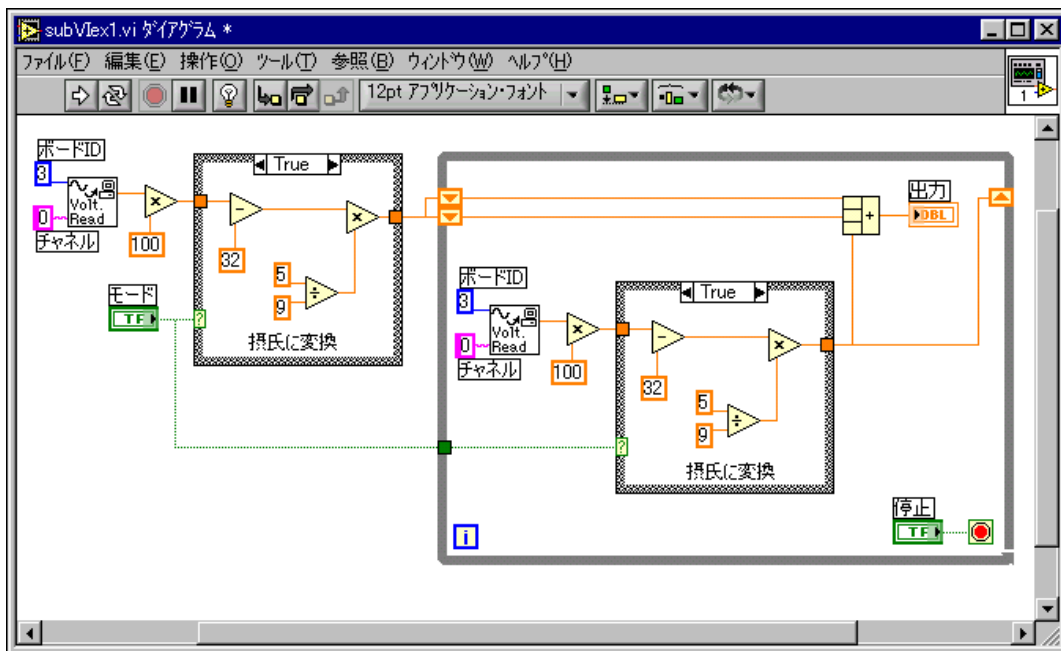 subVIex1.vi ﾀﾞｲｱｸﾞﾗﾑ *
ﾌｧｲﾙ(F) 編集(E) 操作(O) ﾂｰﾙ(T) 参照(B) ｳｨﾝﾄﾞｳ(W) ﾍﾙﾌﾟ(H)
12pt ｱﾌﾟﾘｹｰｼｮﾝ･ﾌｫﾝﾄ
1
ボードID
3
Volt.
Read
0
チャネル
×
100
True
−
×
32
5
9
÷
摂氏に変換
モード
TF
?
+
出力
DBL
ボードID
3
Volt.
Read
0
チャネル
×
100
True
−
×
32
5
9
÷
?
摂氏に変換
i
停止
TF